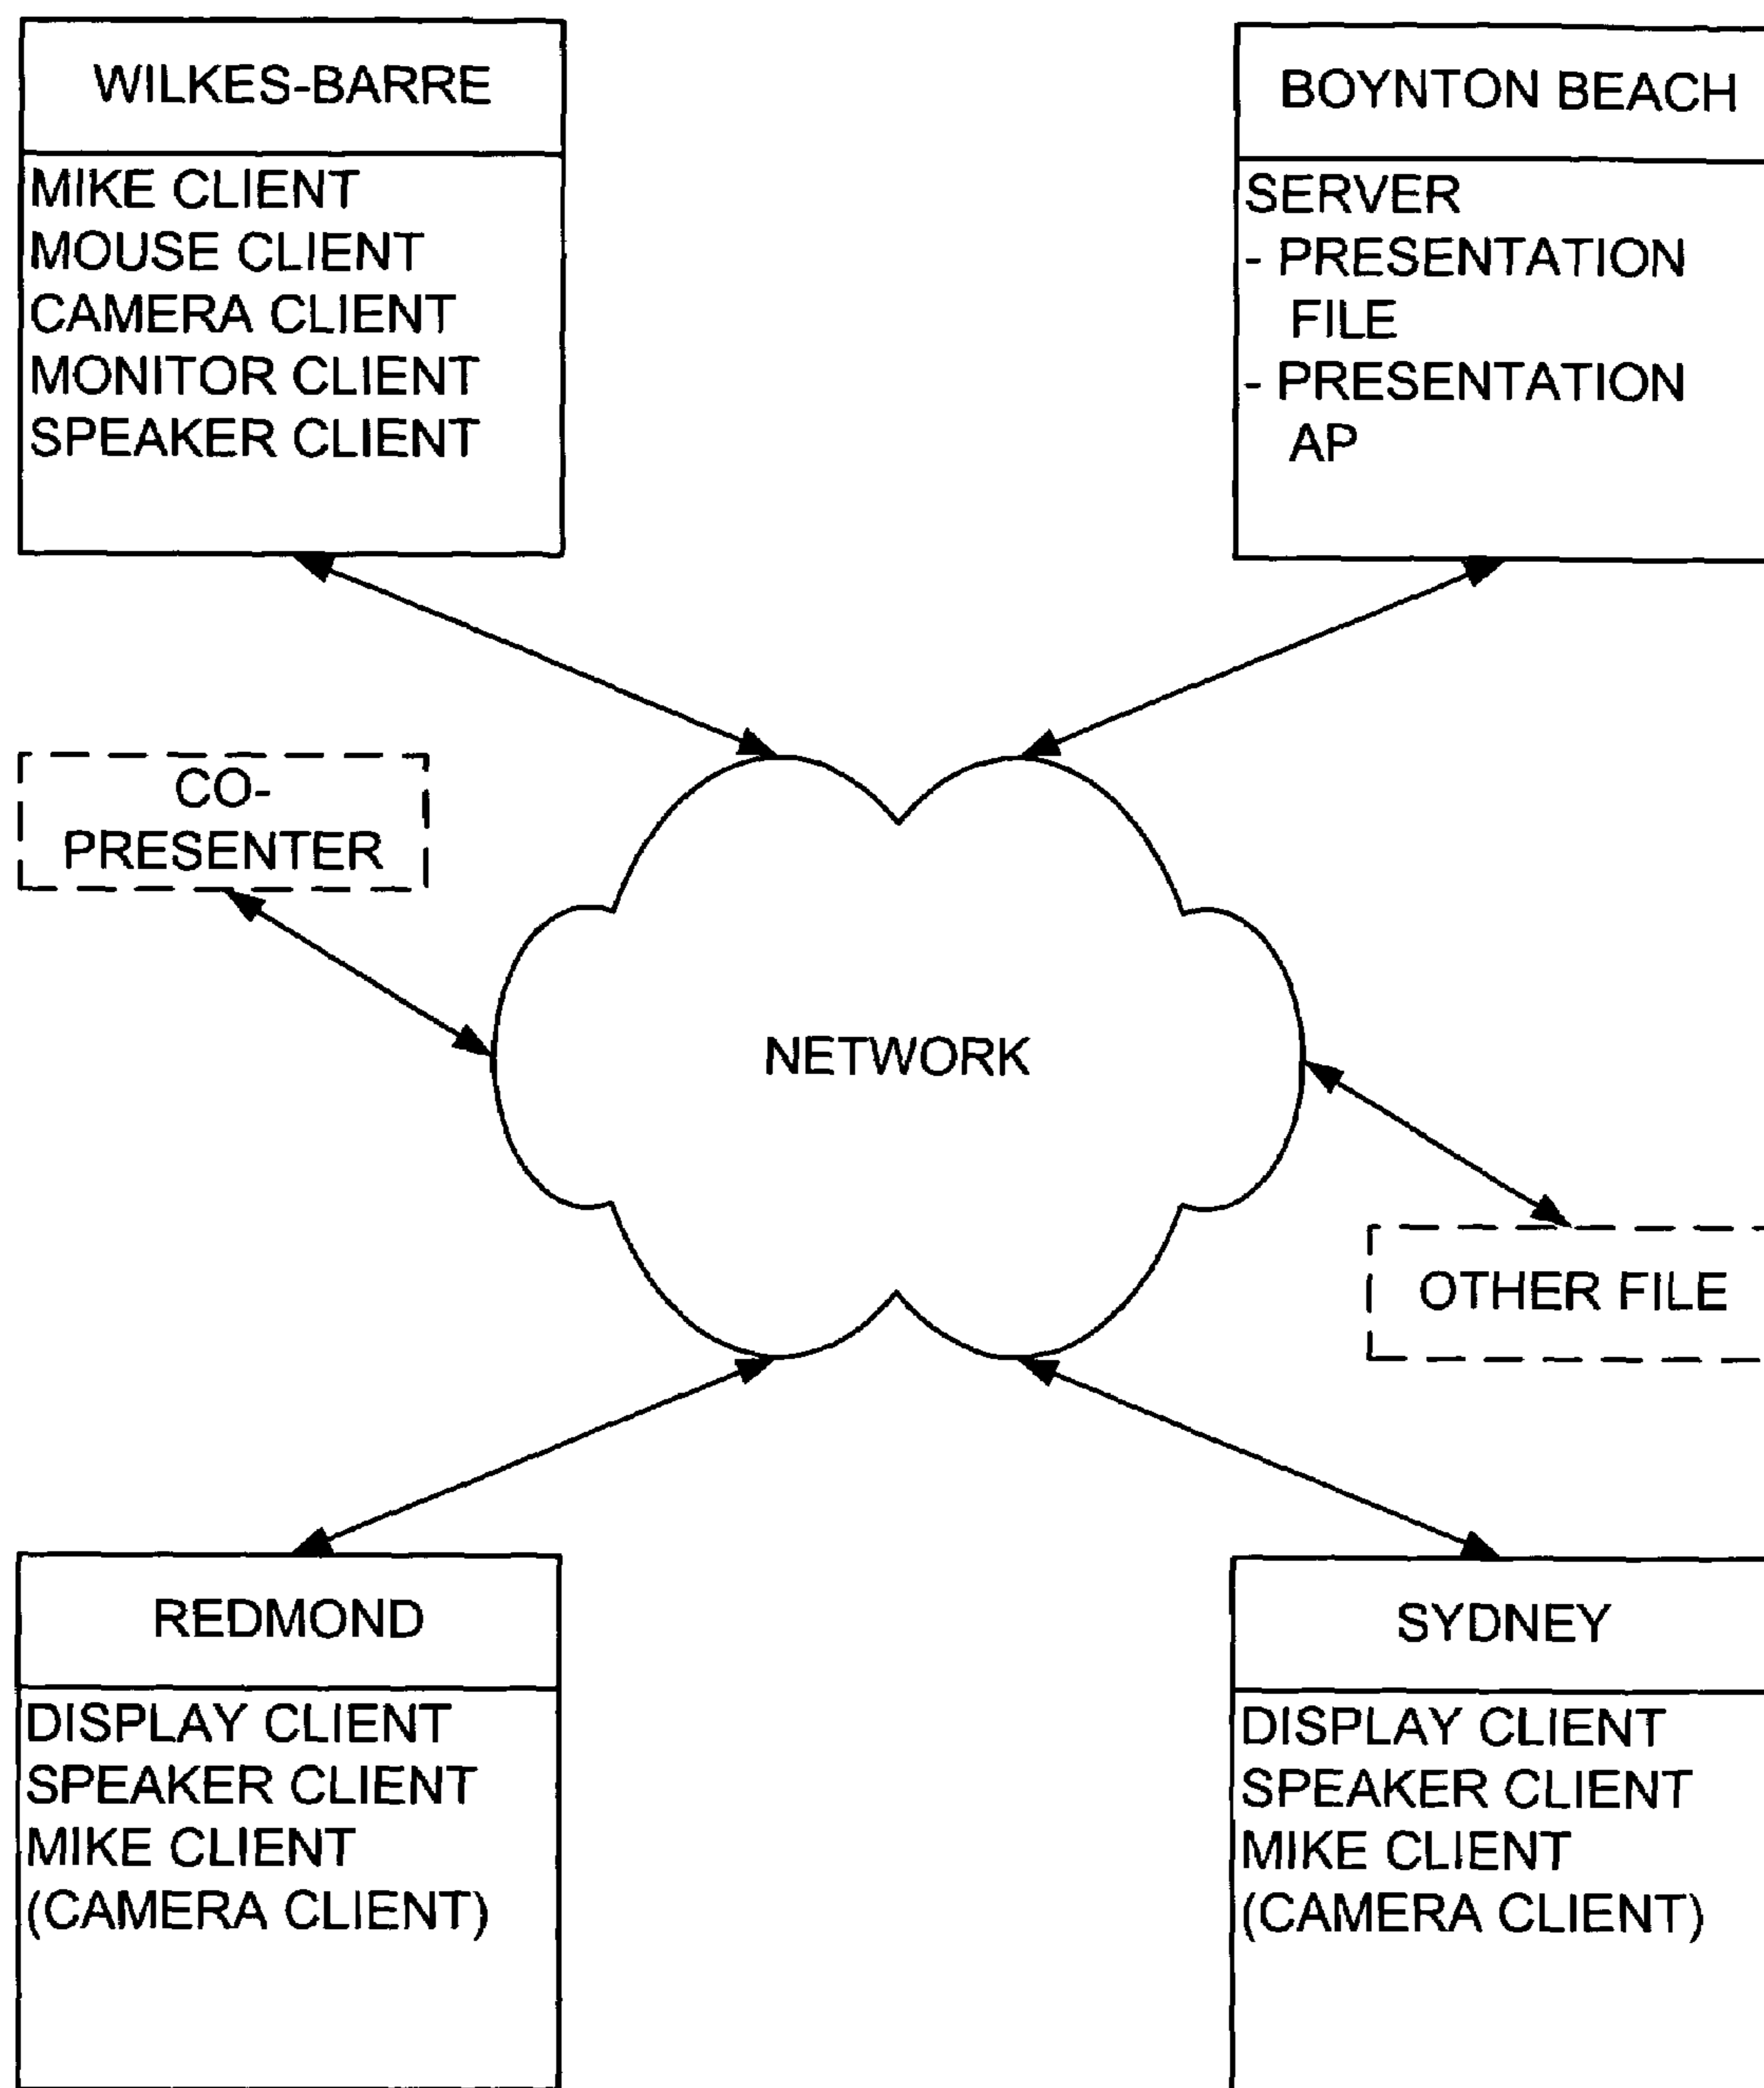 WILKES-BARRE
MIKE CLIENT
MOUSE CLIENT
CAMERA CLIENT
MONITOR CLIENT
SPEAKER CLIENT
BOYNTON BEACH
SERVER
- PRESENTATION
FILE
- PRESENTATION
AP
CO-
PRESENTER
NETWORK
OTHER FILE
REDMOND
DISPLAY CLIENT
SPEAKER CLIENT
MIKE CLIENT
(CAMERA CLIENT)
SYDNEY
DISPLAY CLIENT
SPEAKER CLIENT
MIKE CLIENT
(CAMERA CLIENT)